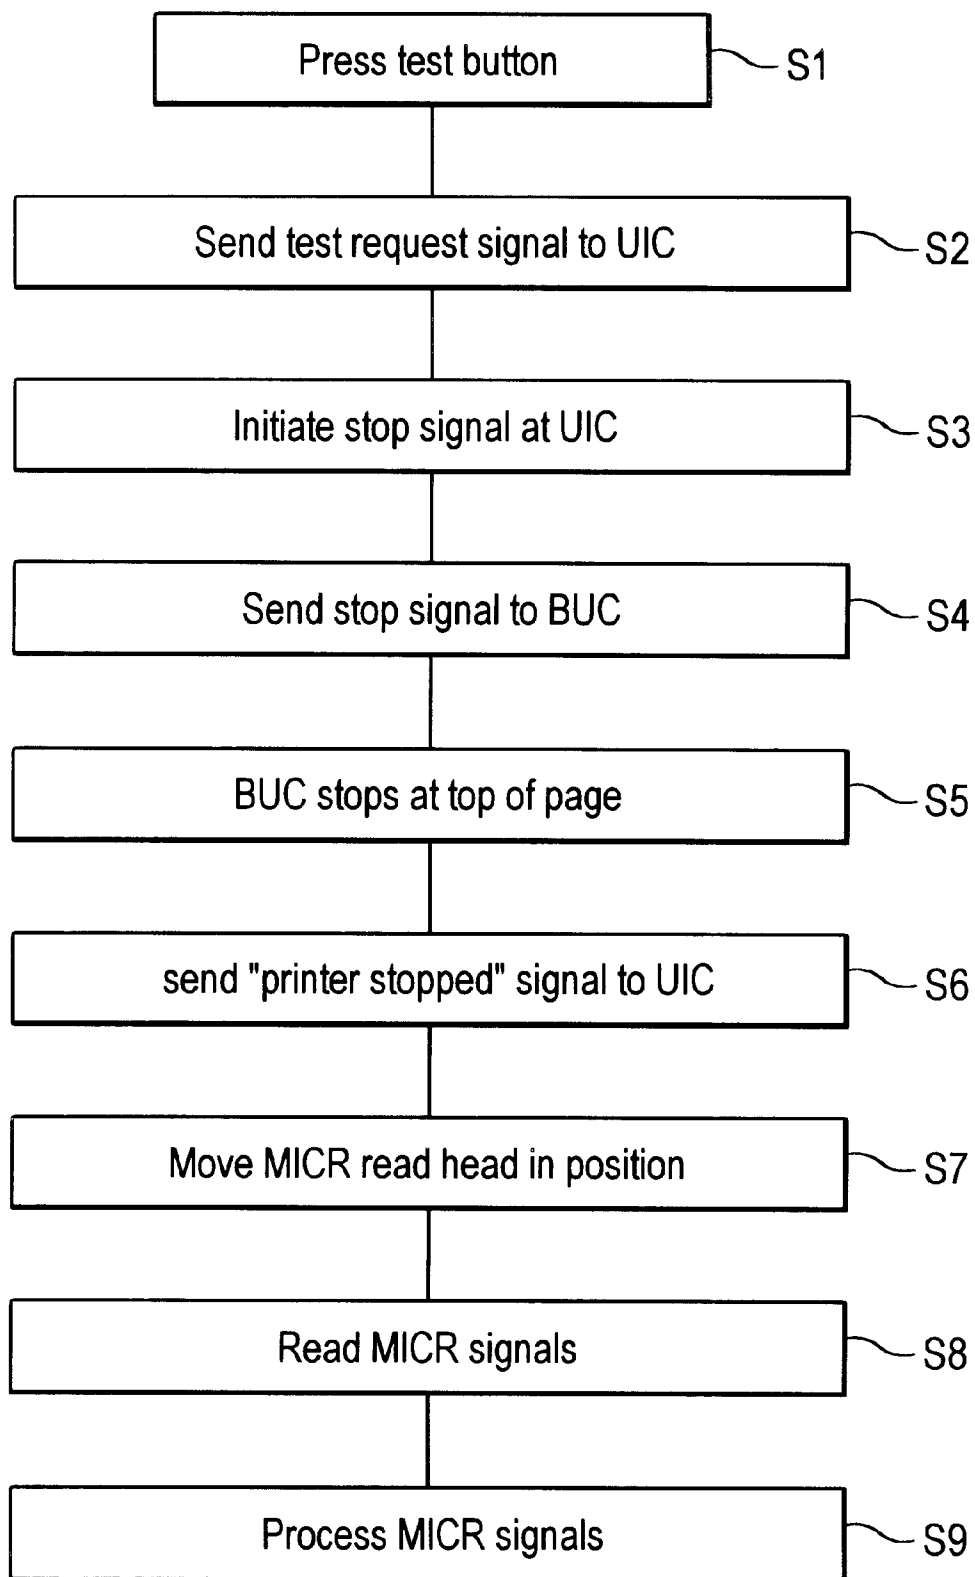 Press test button S1
Send test request signal to UIC S2
Initiate stop signal at UIC S3
Send stop signal to BUC S4
BUC stops at top of page S5
send "printer stopped" signal to UIC S6
Move MICR read head in position S7
Read MICR signals S8
Process MICR signals S9